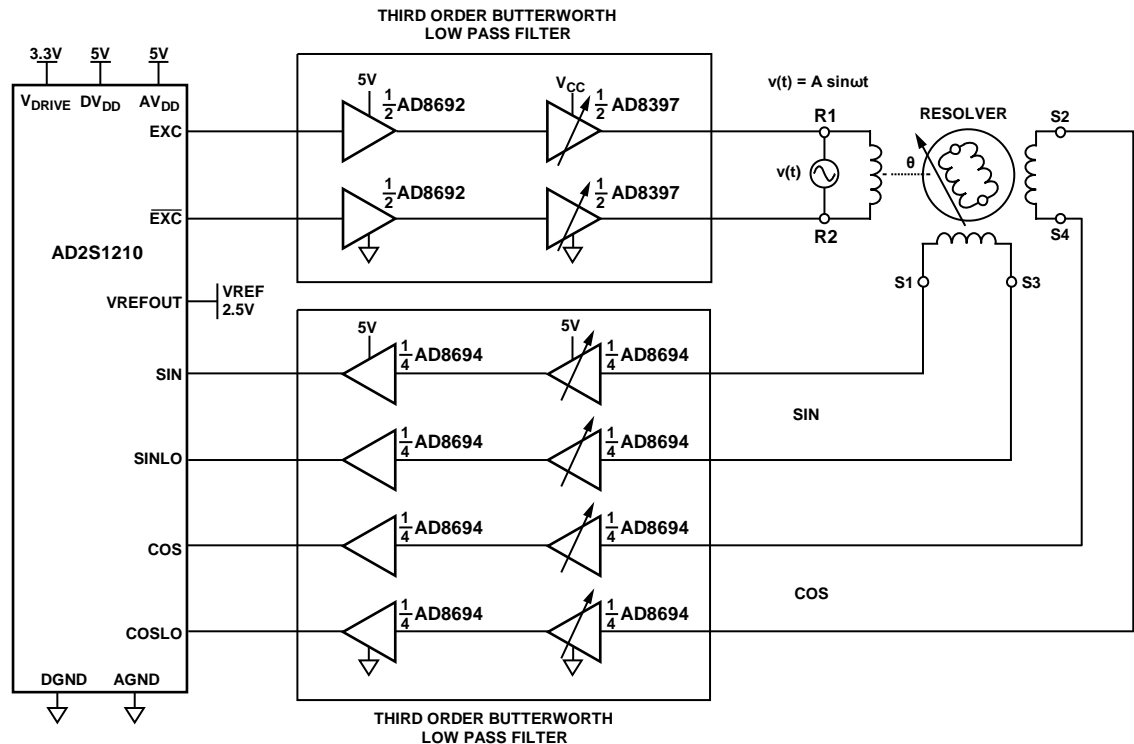 THIRD ORDER BUTTERWORTH
LOW PASS FILTER
3.3V
5V
5V
VDRIVE
DVDD
AVDD
EXC
EXC
AD2S1210
VREFOUT
VREF
2.5V
SIN
SINLO
COS
COSLO
DGND
AGND
5V
1/2 AD8692
VCC
1/2 AD8397
1/2 AD8692
1/2 AD8397
v(t) = A sinωt
R1
v(t)
R2
RESOLVER
θ
S2
S4
S1
S3
5V
1/4 AD8694
5V
1/4 AD8694
SIN
1/4 AD8694
1/4 AD8694
1/4 AD8694
1/4 AD8694
COS
1/4 AD8694
1/4 AD8694
THIRD ORDER BUTTERWORTH
LOW PASS FILTER